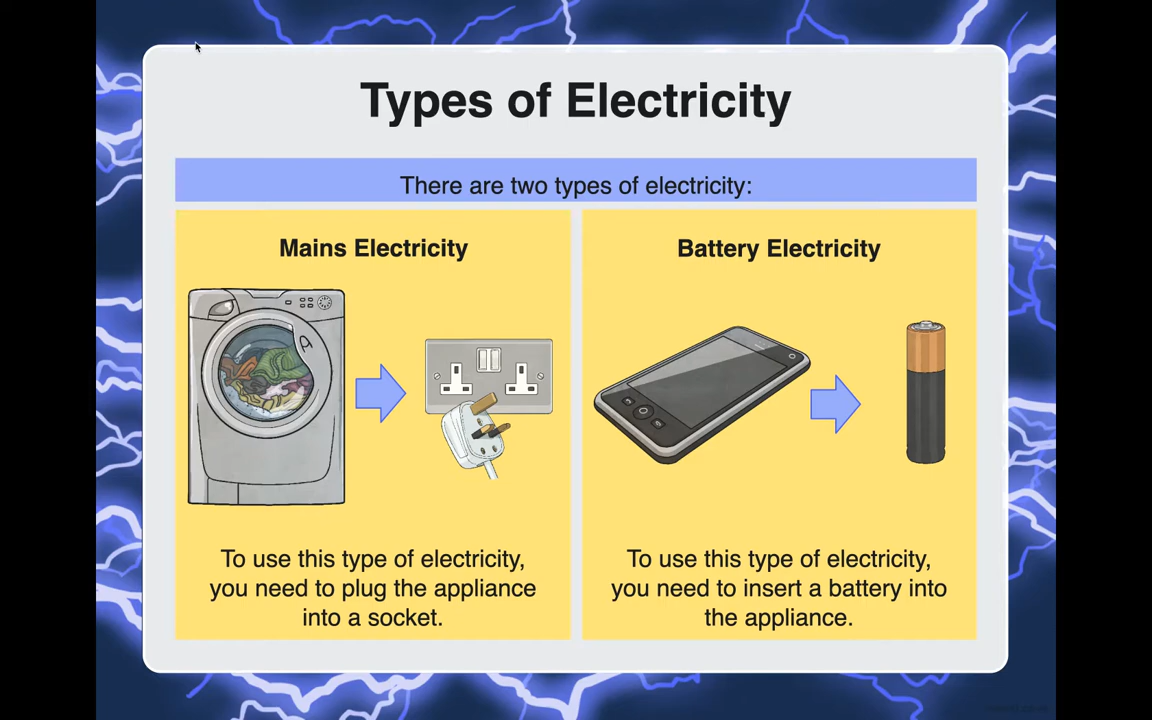 Types of Electricity
There are two types of electricity:
Mains Electricity
To use this type of electricity,
you need to plug the appliance
into a socket.
Battery Electricity
To use this type of electricity,
you need to insert a battery into
the appliance.